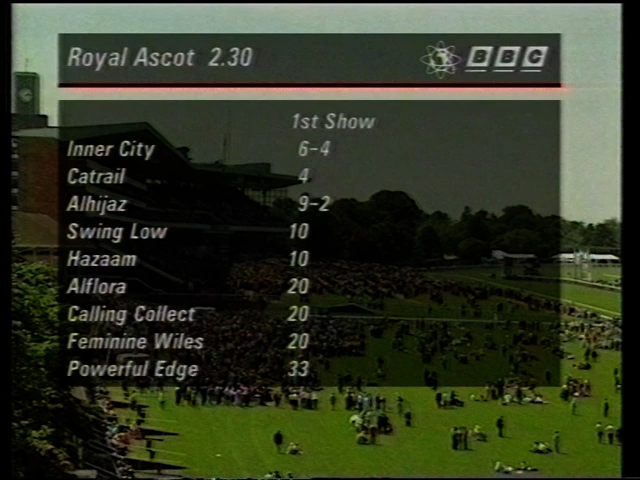 Royal Ascot 2.30 BBC
1st Show
Inner City 6-4
Catrail 4
Alhijaz 9-2
Swing Low 10
Hazaam 10
Alflora 20
Calling Collect 20
Feminine Wiles 20
Powerful Edge 33